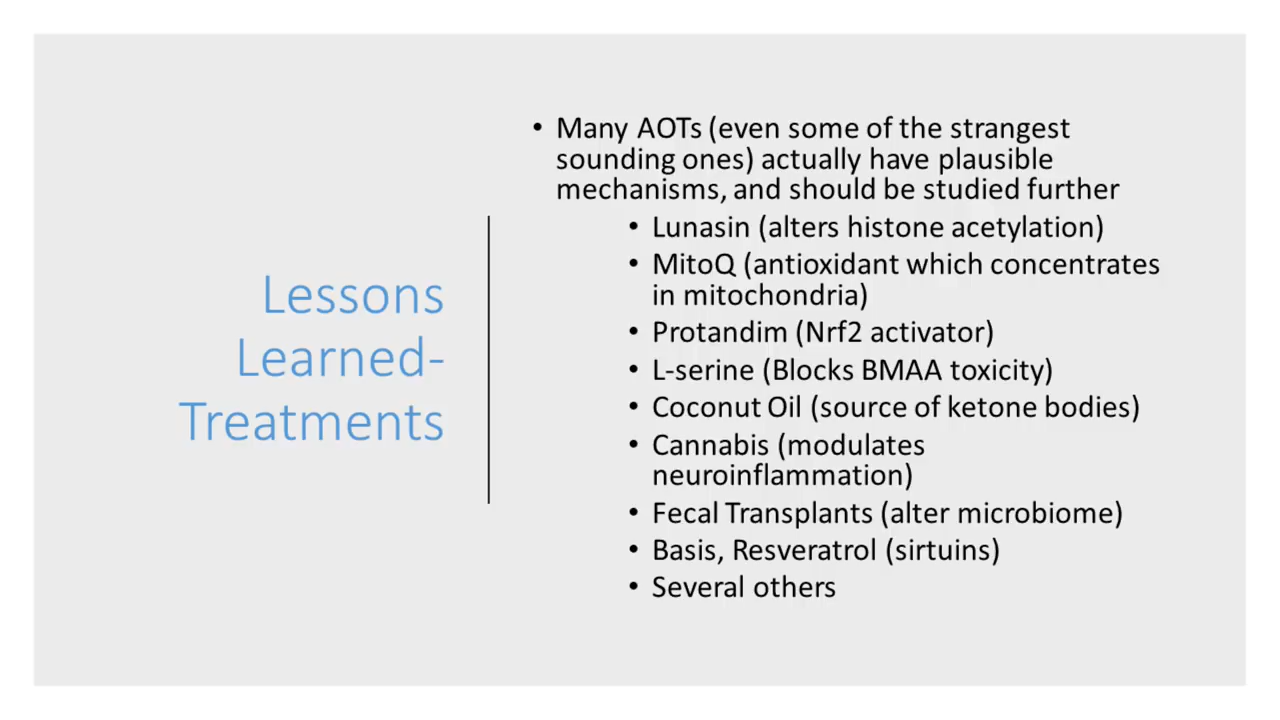 Lessons
Learned-
Treatments
• Many AOTs (even some of the strangest
sounding ones) actually have plausible
mechanisms, and should be studied further
• Lunasin (alters histone acetylation)
• MitoQ (antioxidant which concentrates
in mitochondria)
• Protandim (Nrf2 activator)
• L-serine (Blocks BMAA toxicity)
• Coconut Oil (source of ketone bodies)
• Cannabis (modulates
neuroinflammation)
• Fecal Transplants (alter microbiome)
• Basis, Resveratrol (sirtuins)
• Several others